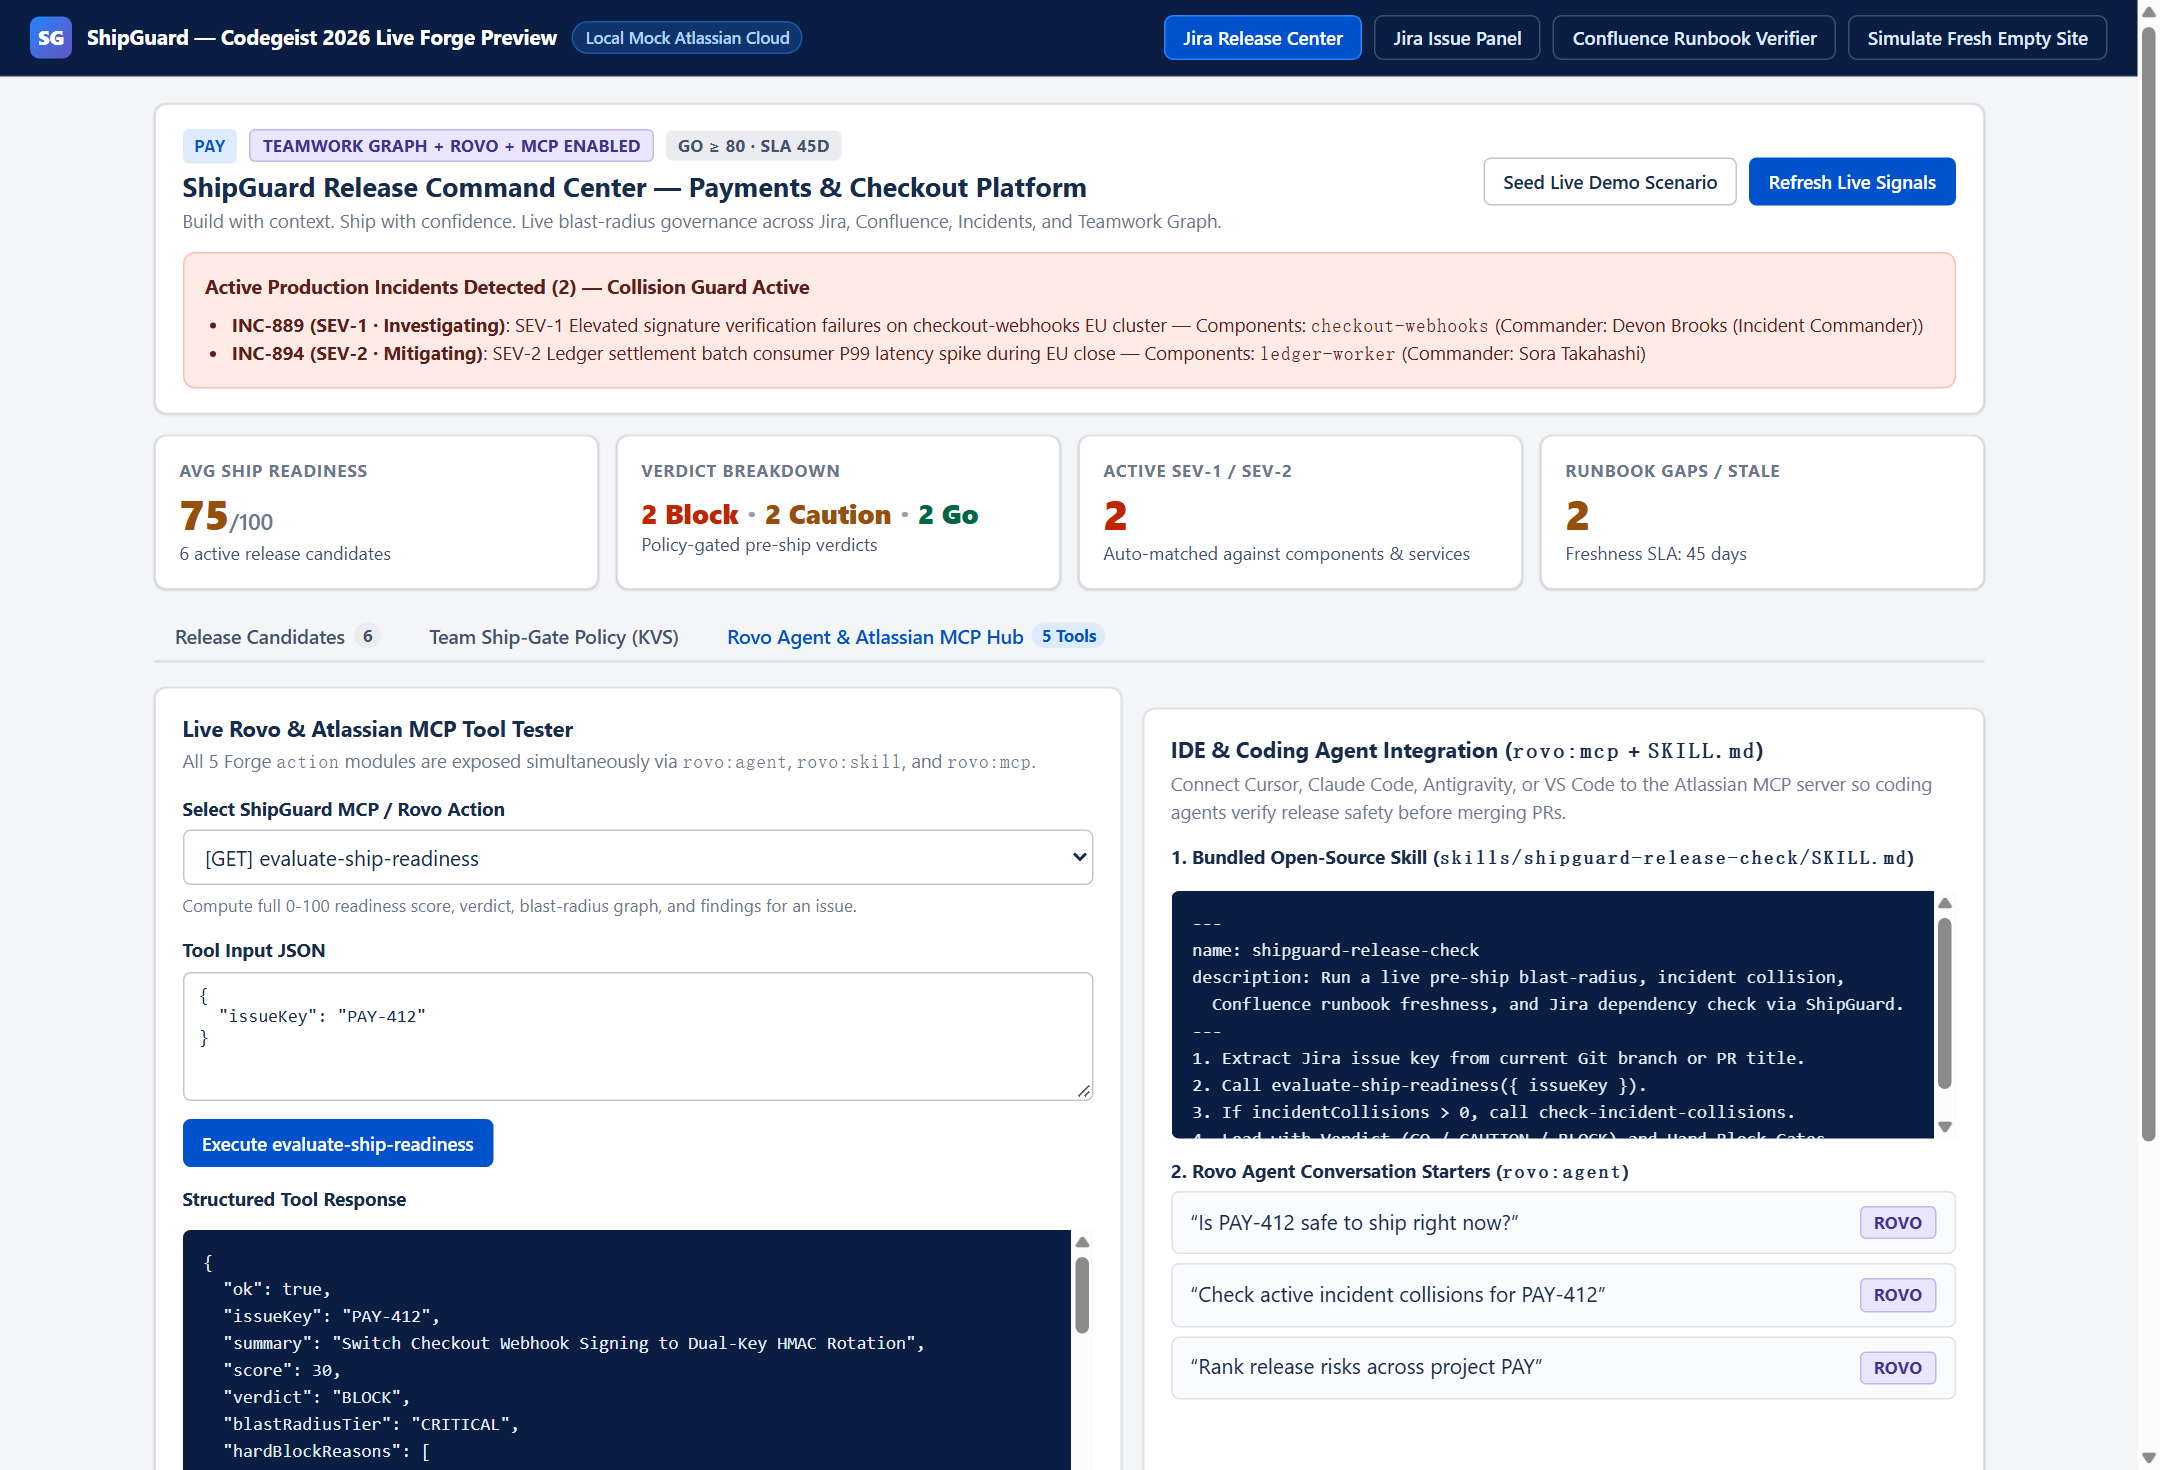 SG ShipGuard — Codegeist 2026 Live Forge Preview Local Mock Atlassian Cloud Jira Release Center Jira Issue Panel Confluence Runbook Verifier Simulate Fresh Empty Site
PAY TEAMWORK GRAPH + ROVO + MCP ENABLED GO ≥ 80 · SLA 45D
ShipGuard Release Command Center — Payments & Checkout Platform
Build with context. Ship with confidence. Live blast-radius governance across Jira, Confluence, Incidents, and Teamwork Graph.
Seed Live Demo Scenario Refresh Live Signals
Active Production Incidents Detected (2) — Collision Guard Active
• INC-889 (SEV-1 · Investigating): SEV-1 Elevated signature verification failures on checkout-webhooks EU cluster — Components: checkout-webhooks (Commander: Devon Brooks (Incident Commander))
• INC-894 (SEV-2 · Mitigating): SEV-2 Ledger settlement batch consumer P99 latency spike during EU close — Components: ledger-worker (Commander: Sora Takahashi)
AVG SHIP READINESS
75/100
6 active release candidates
VERDICT BREAKDOWN
2 Block · 2 Caution · 2 Go
Policy-gated pre-ship verdicts
ACTIVE SEV-1 / SEV-2
2
Auto-matched against components & services
RUNBOOK GAPS / STALE
2
Freshness SLA: 45 days
Release Candidates 6 Team Ship-Gate Policy (KVS) Rovo Agent & Atlassian MCP Hub 5 Tools
Live Rovo & Atlassian MCP Tool Tester
All 5 Forge action modules are exposed simultaneously via rovo:agent, rovo:skill, and rovo:mcp.
Select ShipGuard MCP / Rovo Action
[GET] evaluate-ship-readiness
Compute full 0-100 readiness score, verdict, blast-radius graph, and findings for an issue.
Tool Input JSON
{
"issueKey": "PAY-412"
}
Execute evaluate-ship-readiness
Structured Tool Response
{
"ok": true,
"issueKey": "PAY-412",
"summary": "Switch Checkout Webhook Signing to Dual-Key HMAC Rotation",
"score": 30,
"verdict": "BLOCK",
"blastRadiusTier": "CRITICAL",
"hardBlockReasons": [
IDE & Coding Agent Integration (rovo:mcp + SKILL.md)
Connect Cursor, Claude Code, Antigravity, or VS Code to the Atlassian MCP server so coding
agents verify release safety before merging PRs.
1. Bundled Open-Source Skill (skills/shipguard-release-check/SKILL.md)
---
name: shipguard-release-check
description: Run a live pre-ship blast-radius, incident collision,
Confluence runbook freshness, and Jira dependency check via ShipGuard.
---
1. Extract Jira issue key from current Git branch or PR title.
2. Call evaluate-ship-readiness({ issueKey }).
3. If incidentCollisions > 0, call check-incident-collisions.
4. Lead with Verdict (GO / CAUTION / BLOCK) and Hard Block Gates
2. Rovo Agent Conversation Starters (rovo:agent)
“Is PAY-412 safe to ship right now?” ROVO
“Check active incident collisions for PAY-412” ROVO
“Rank release risks across project PAY” ROVO